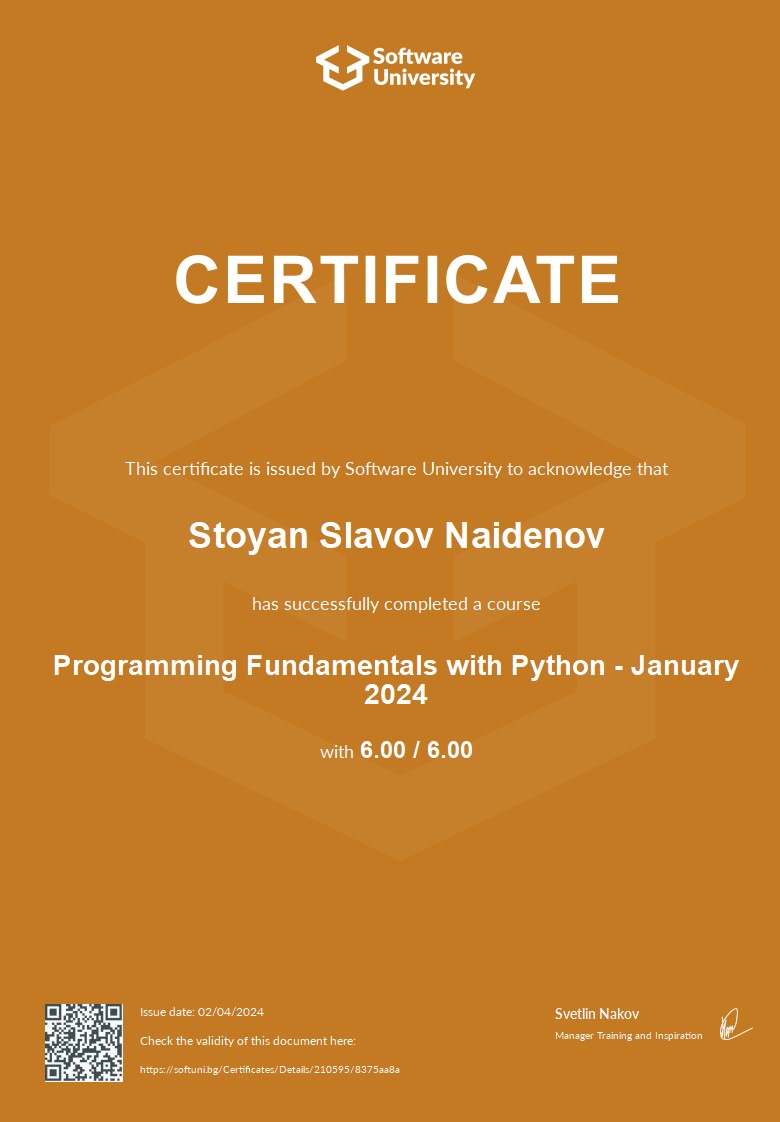 Software
University
CERTIFICATE
This certificate is issued by Software University to acknowledge that
Stoyan Slavov Naidenov
has successfully completed a course
Programming Fundamentals with Python - January
2024
with 6.00 / 6.00
Issue date: 02/04/2024
Check the validity of this document here:
https://softuni.bg/Certificates/Details/210595/8375aa8a
Svetlin Nakov
Manager Training and Inspiration